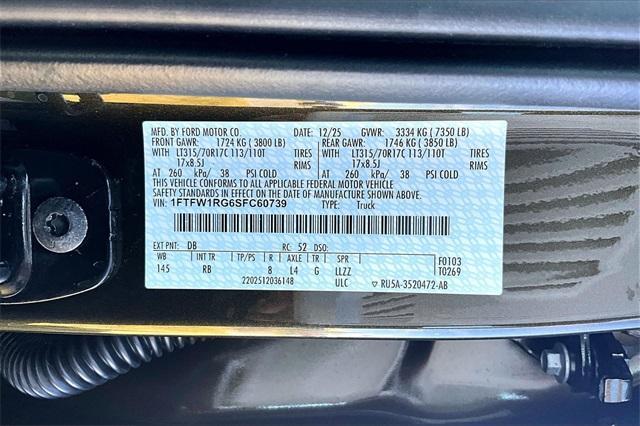 MFD. BY FORD MOTOR CO. DATE: 12/25 GVWR: 3334 KG ( 7350 LB)
FRONT GAWR: 1724 KG ( 3800 LB) REAR GAWR: 1746 KG ( 3850 LB)
WITH LT315/70R17C 113/110T TIRES WITH LT315/70R17C 113/110T TIRES
17x8.5J RIMS 17x8.5J RIMS
AT 260 kPa/ 38 PSI COLD AT 260 kPa/ 38 PSI COLD
THIS VEHICLE CONFORMS TO ALL APPLICABLE FEDERAL MOTOR VEHICLE
SAFETY STANDARDS IN EFFECT ON THE DATE OF MANUFACTURE SHOWN ABOVE.
VIN: 1FTFW1RG6SFC60739 TYPE: Truck
EXT PNT: DB RC: 52 DSO: F0103
WB INT TR TP/PS R AXLE TR SPR T0269
145 RB 8 L4 G LLZZ
2202512036148 ULC ▽ RU5A-3520472-AB